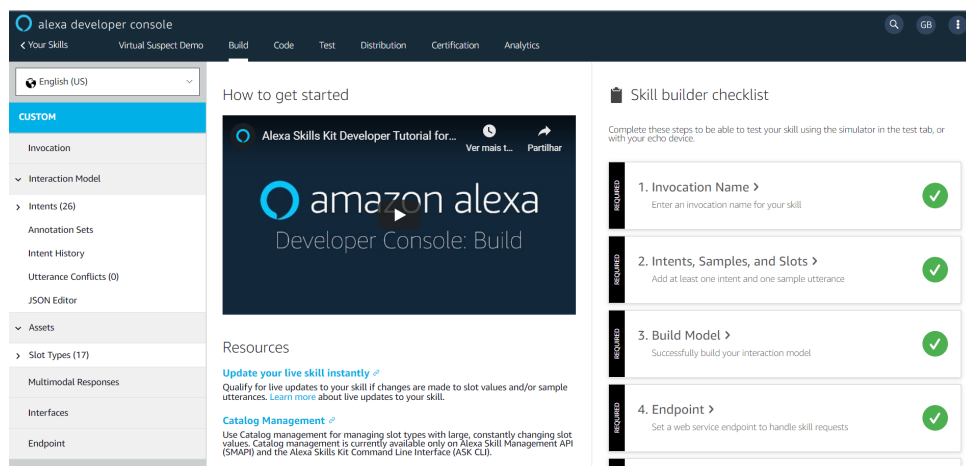 alexa developer console
GB
Your Skills
Virtual Suspect Demo
Build
Code
Test
Distribution
Certification
Analytics
English (US)
CUSTOM
Invocation
Interaction Model
Intents (26)
Annotation Sets
Intent History
Utterance Conflicts (0)
JSON Editor
Assets
Slot Types (17)
Multimodal Responses
Interfaces
Endpoint
How to get started
Alexa Skills Kit Developer Tutorial for...
Ver mais t...
Partilhar
amazon alexa
Developer Console: Build
Resources
Update your live skill instantly
Qualify for live updates to your skill if changes are made to slot values and/or sample
utterances. Learn more about live updates to your skill.
Catalog Management
Use Catalog management for managing slot types with large, constantly changing slot
values. Catalog management is currently available only on Alexa Skill Management API
(SMAPI) and the Alexa Skills Kit Command Line Interface (ASK CLI).
Skill builder checklist
Complete these steps to be able to test your skill using the simulator in the test tab, or
with your echo device.
REQUIRED
1. Invocation Name >
Enter an invocation name for your skill
REQUIRED
2. Intents, Samples, and Slots >
Add at least one intent and one sample utterance
REQUIRED
3. Build Model >
Successfully build your interaction model
REQUIRED
4. Endpoint >
Set a web service endpoint to handle skill requests